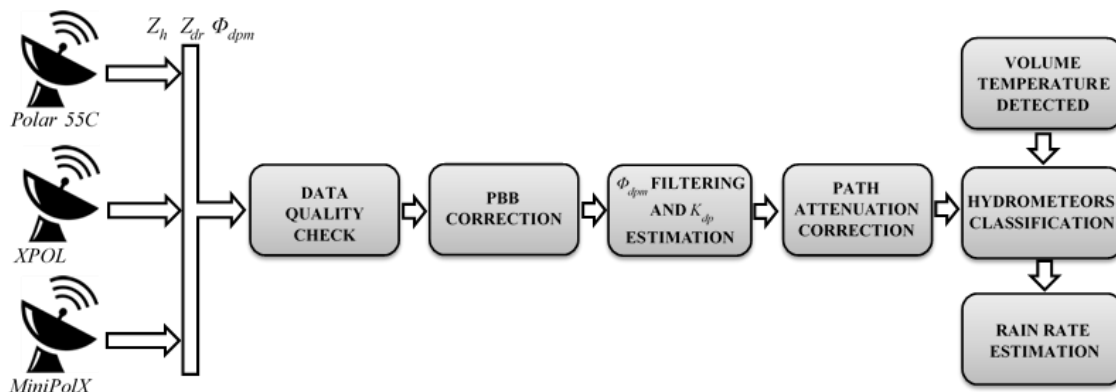 Z_h Z_dr Φ_dpm
Polar 55C
XPOL
MiniPolX
DATA
QUALITY
CHECK
PBB
CORRECTION
Φ_dpm FILTERING
AND K_dp
ESTIMATION
PATH
ATTENUATION
CORRECTION
VOLUME
TEMPERATURE
DETECTED
HYDROMETEORS
CLASSIFICATION
RAIN RATE
ESTIMATION